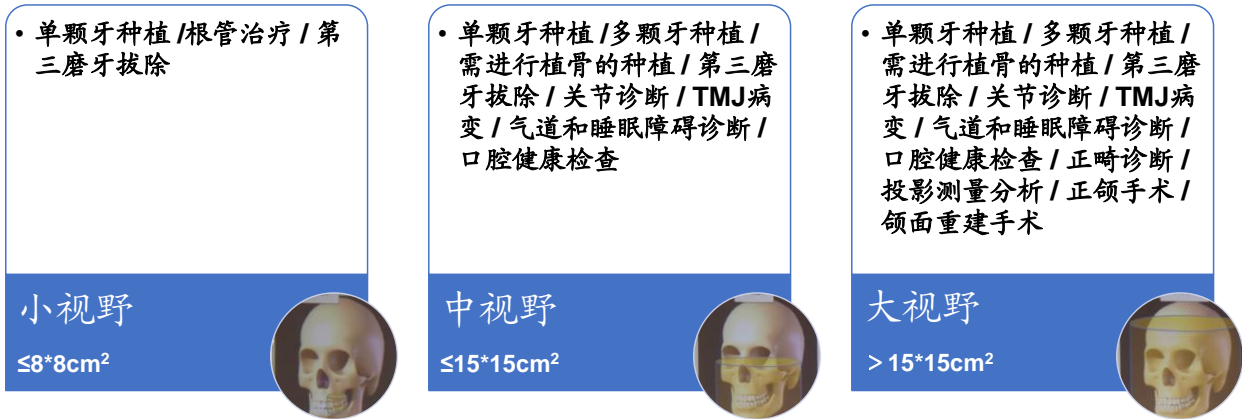 • 单颗牙种植 /根管治疗 / 第
三磨牙拔除
小视野
≤8*8cm²
• 单颗牙种植 /多颗牙种植 /
需进行植骨的种植 / 第三磨
牙拔除 / 关节诊断 / TMJ病
变 / 气道和睡眠障碍诊断 /
口腔健康检查
中视野
≤15*15cm²
• 单颗牙种植 / 多颗牙种植 /
需进行植骨的种植 / 第三磨
牙拔除 / 关节诊断 / TMJ病
变 / 气道和睡眠障碍诊断 /
口腔健康检查 / 正畸诊断 /
投影测量分析 / 正颌手术 /
颌面重建手术
大视野
＞15*15cm²